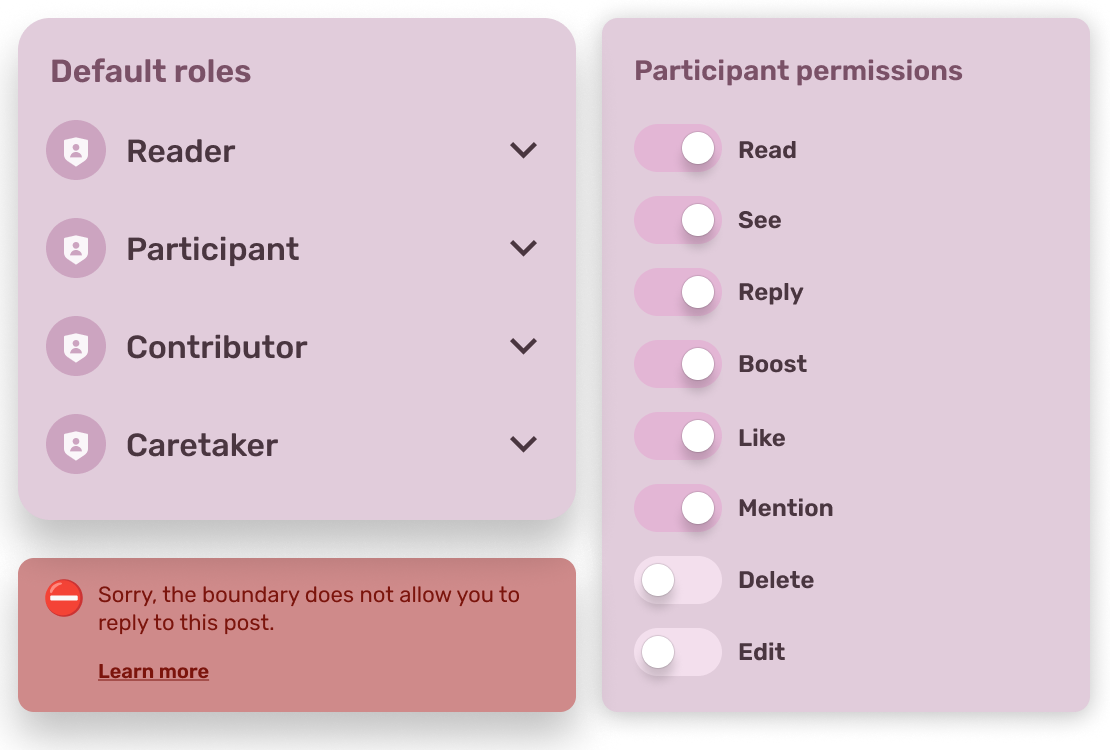 Default roles
Reader
Participant
Contributor
Caretaker
Sorry, the boundary does not allow you to
reply to this post.
Learn more
Participant permissions
Read
See
Reply
Boost
Like
Mention
Delete
Edit